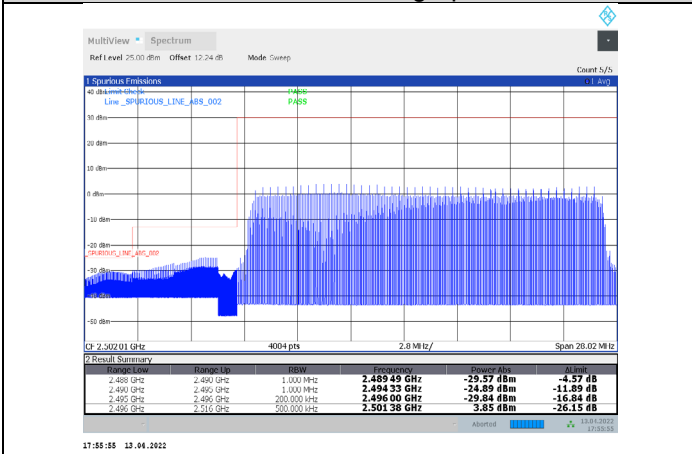 MultiView Spectrum
Ref Level 25.00 dBm Offset 12.24 dB Mode Sweep
Count 5/5
1 Spurious Emissions 1 Avg
40 dBm Limit Check PASS
Line _SPURIOUS_LINE_ABS_002 PASS
30 dBm
20 dBm
10 dBm
0 dBm
-10 dBm
-20 dBm
_SPURIOUS_LINE_ABS_002
-30 dBm
-40 dBm
-50 dBm
CF 2.50201 GHz 4004 pts 2.8 MHz/ Span 28.02 MHz
2 Result Summary
Range Low Range Up RBW Frequency Power Abs ΔLimit
2.488 GHz 2.490 GHz 1.000 MHz 2.489 49 GHz -29.57 dBm -4.57 dB
2.490 GHz 2.495 GHz 1.000 MHz 2.494 33 GHz -24.89 dBm -11.89 dB
2.495 GHz 2.496 GHz 200.000 kHz 2.496 00 GHz -29.84 dBm -16.84 dB
2.496 GHz 2.516 GHz 500.000 kHz 2.501 38 GHz 3.85 dBm -26.15 dB
Aborted 13.04.2022
17:55:55
17:55:55 13.04.2022